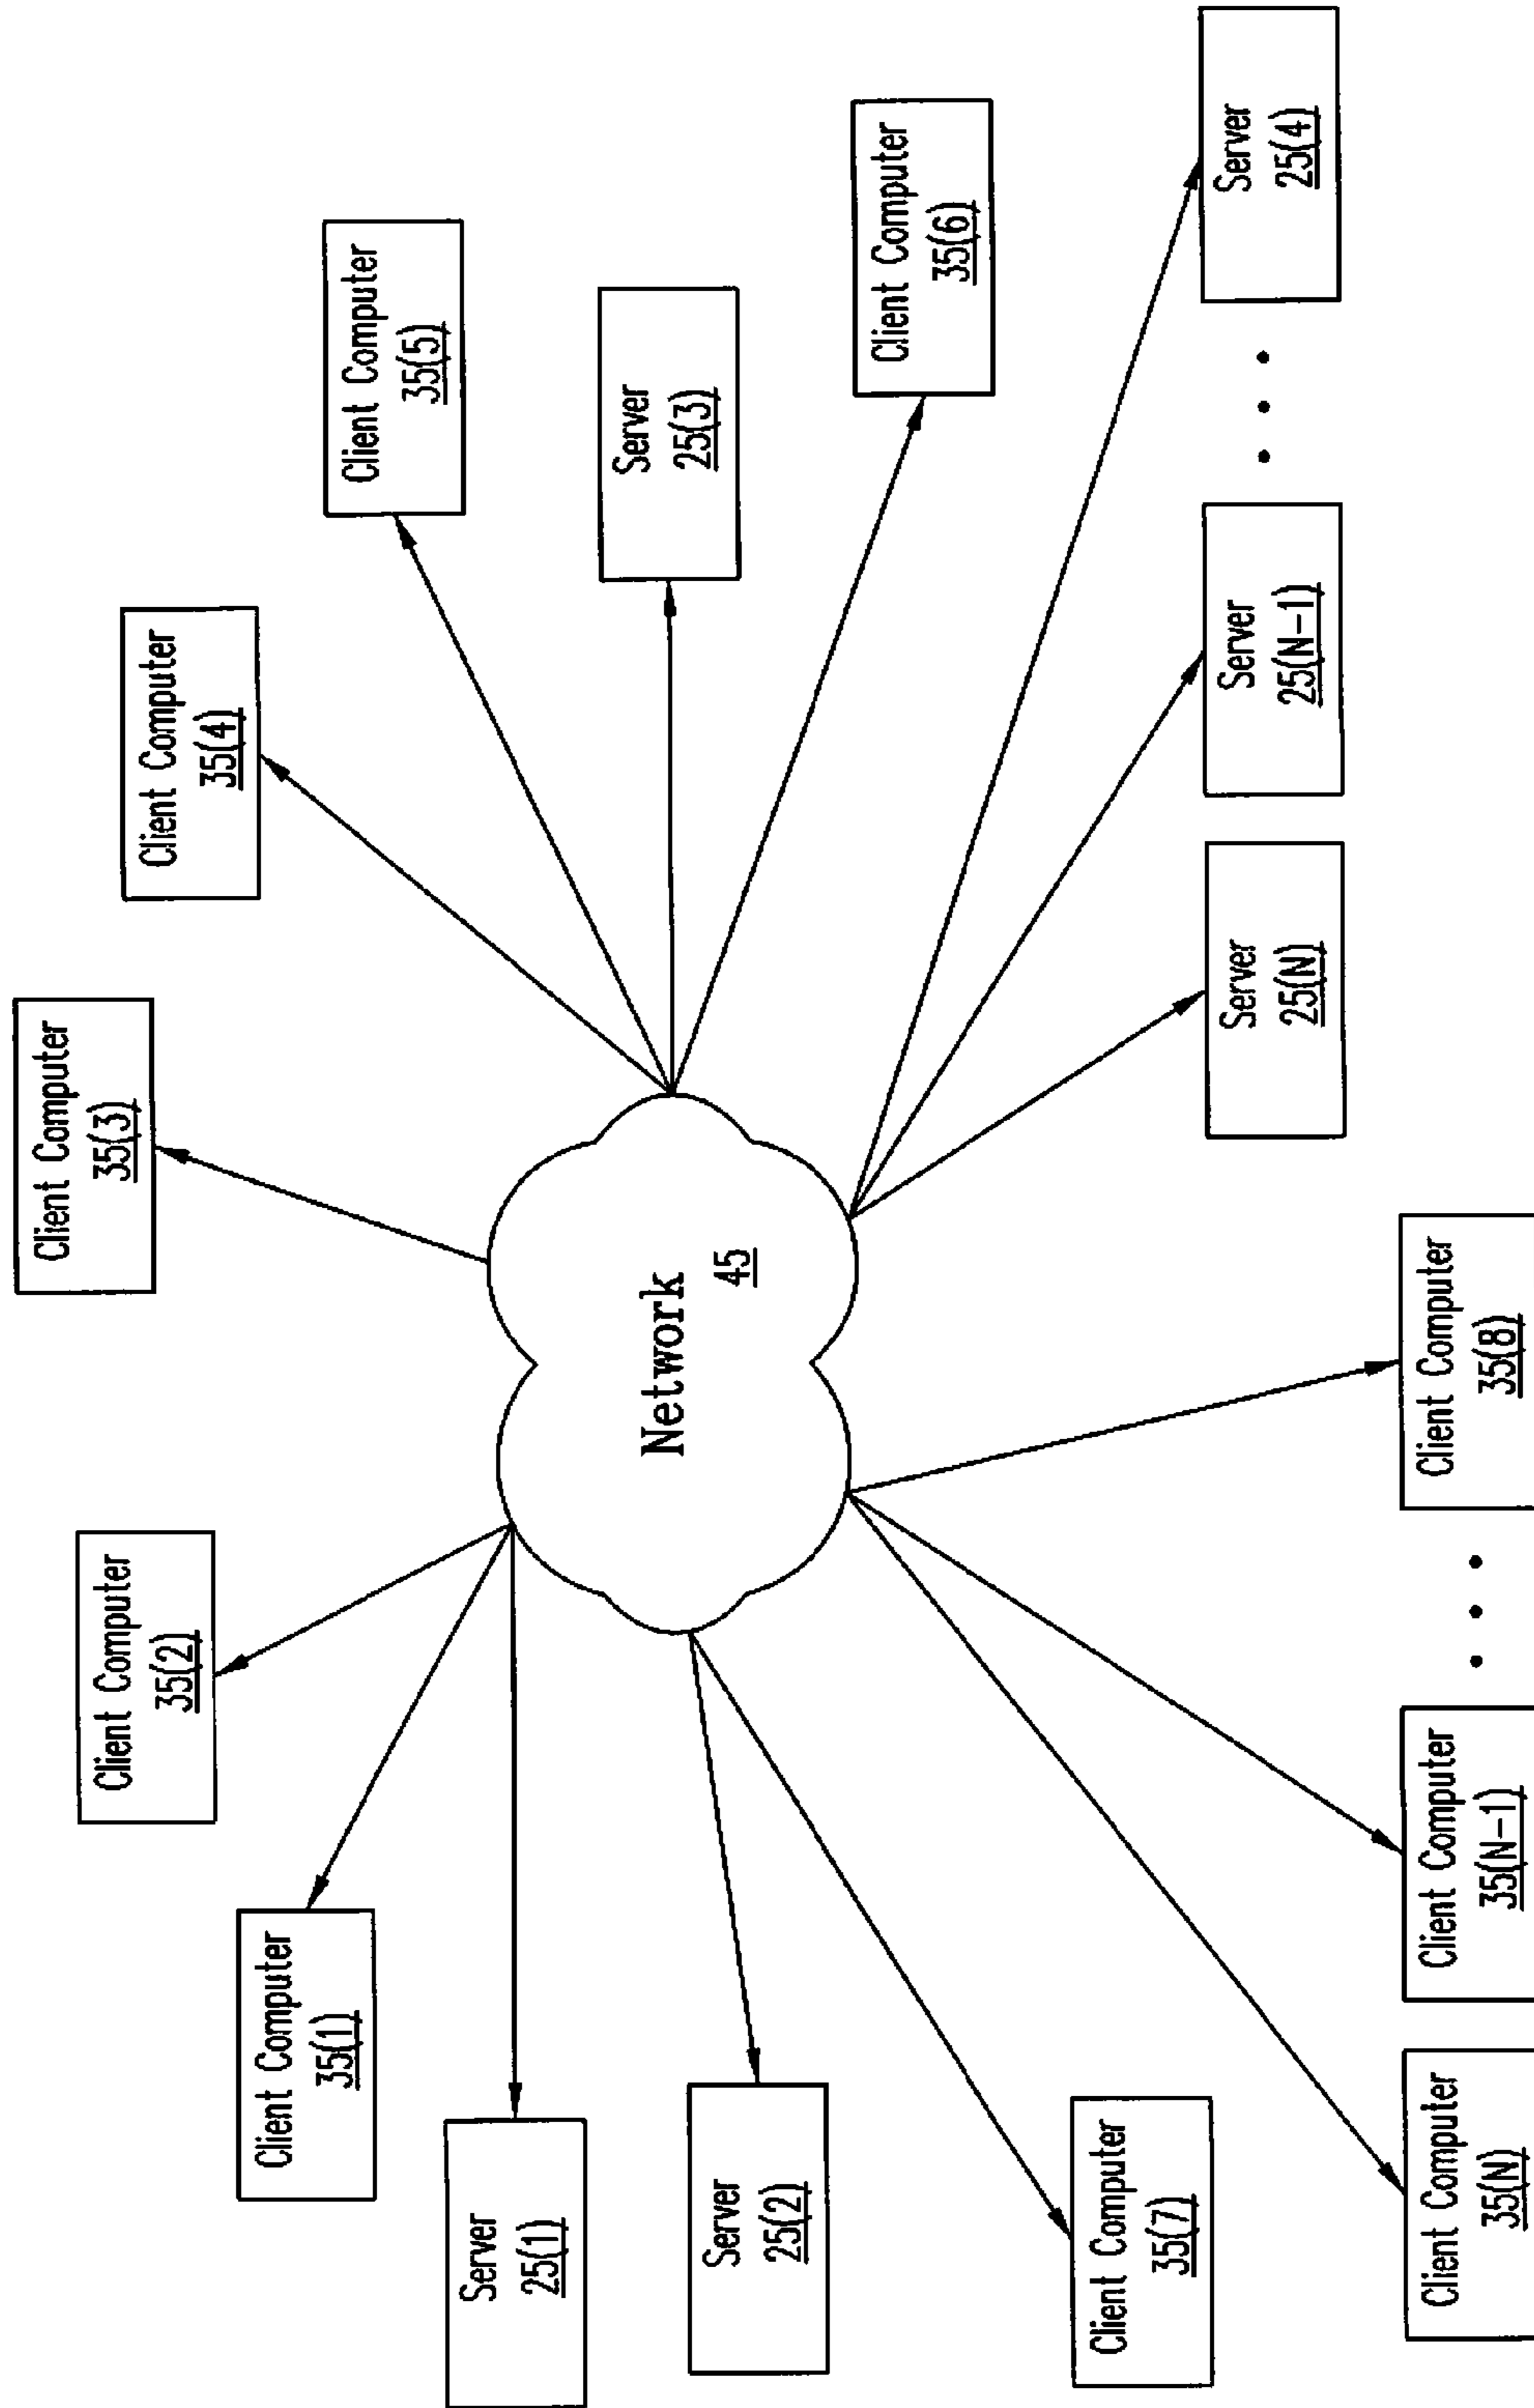 Client Computer
35(3)
Client Computer
35(2)
Client Computer
35(4)
Client Computer
35(1)
Client Computer
35(5)
Server
25(1)
Network
45
Server
25(3)
Server
25(2)
Client Computer
35(6)
Client Computer
35(7)
Server
25(N)
Server
25(N-1)
• • •
Server
25(4)
Client Computer
35(N)
Client Computer
35(N-1)
• • •
Client Computer
35(8)